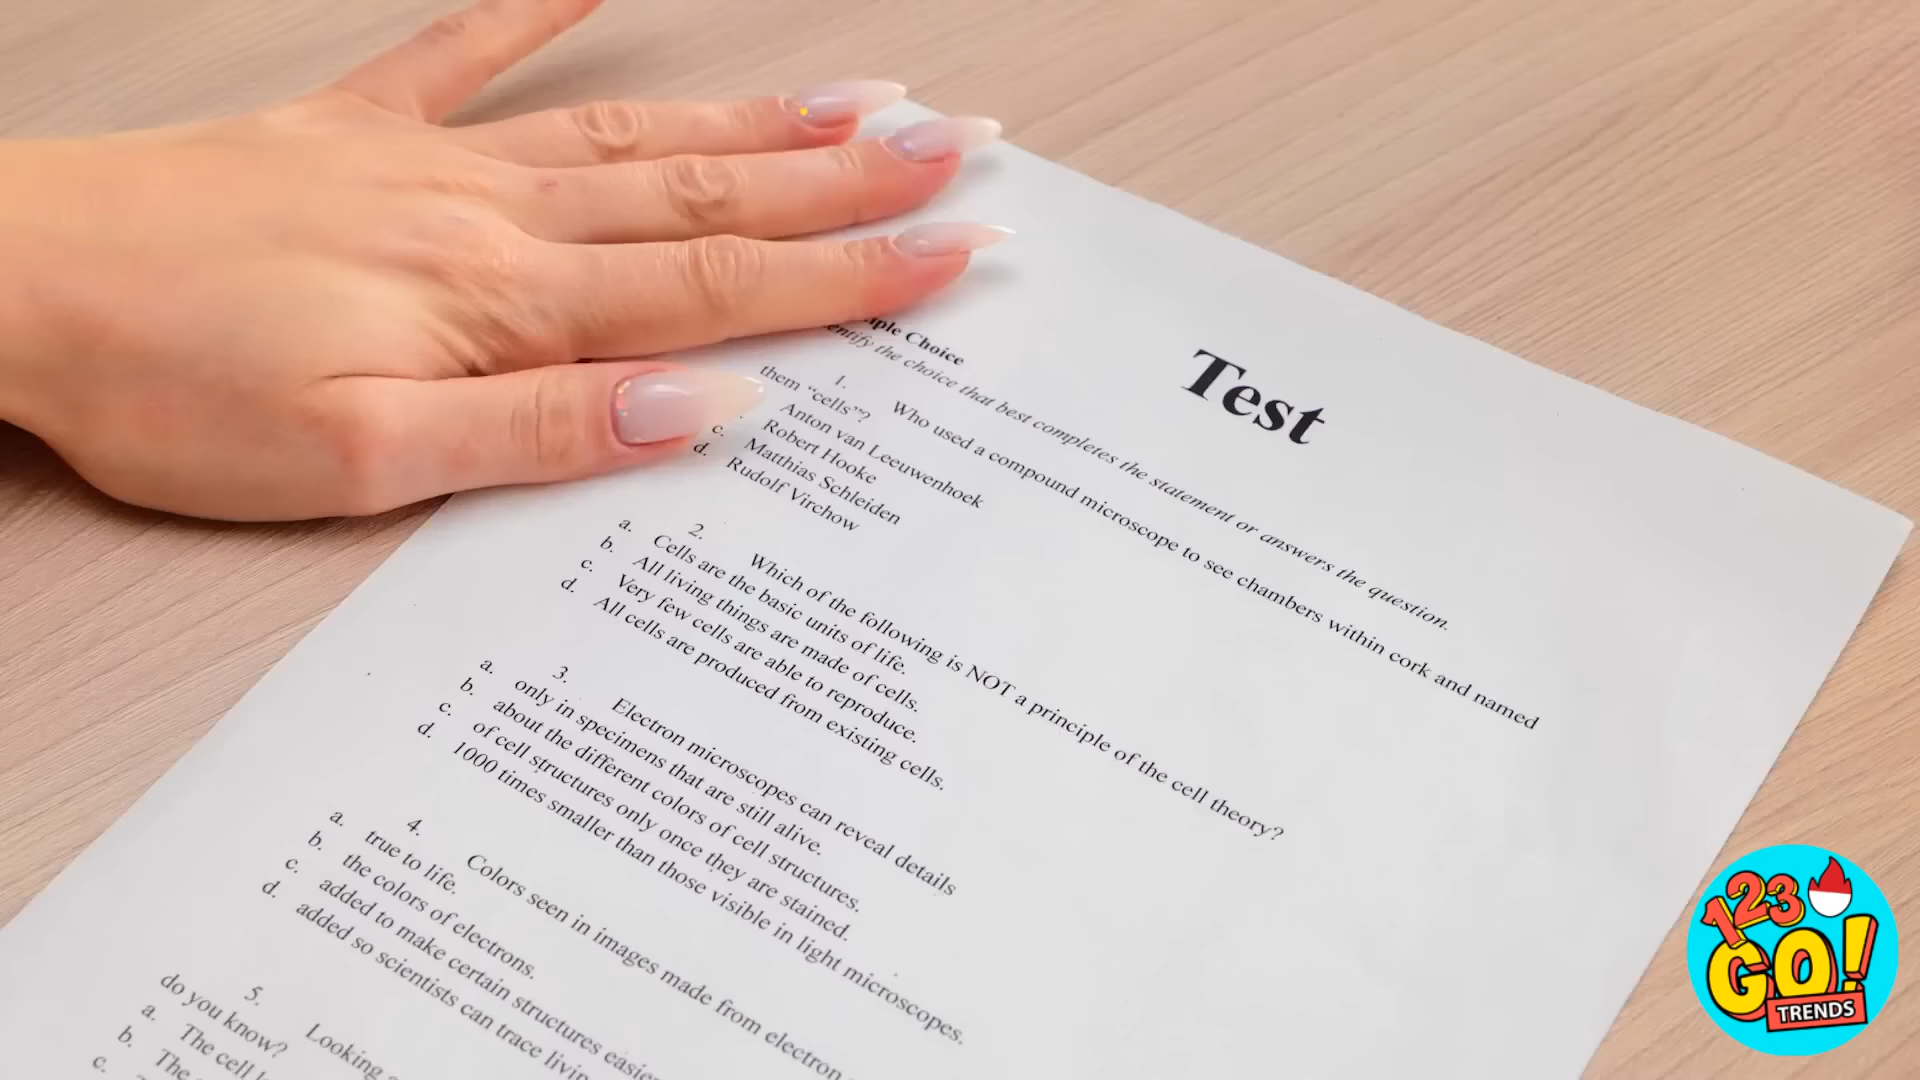 Test
Choice
the choice that best completes the statement or answers the question.
1. Who used a compound microscope to see chambers within cork and named
them “cells”?
Anton van Leeuwenhoek
Robert Hooke
c. Matthias Schleiden
d. Rudolf Virchow
2. Which of the following is NOT a principle of the cell theory?
a. Cells are the basic units of life.
b. All living things are made of cells.
c. Very few cells are able to reproduce.
d. All cells are produced from existing cells.
3. Electron microscopes can reveal details
a. only in specimens that are still alive.
b. about the different colors of cell structures.
c. of cell structures only once they are stained.
d. 1000 times smaller than those visible in light microscopes.
4. Colors seen in images made from electron
a. true to life.
b. the colors of electrons.
c. added to make certain structures
d. added so scientists can trace
5. Looking
do you know?
a. The cell
b. The
c.
123
GO!
TRENDS